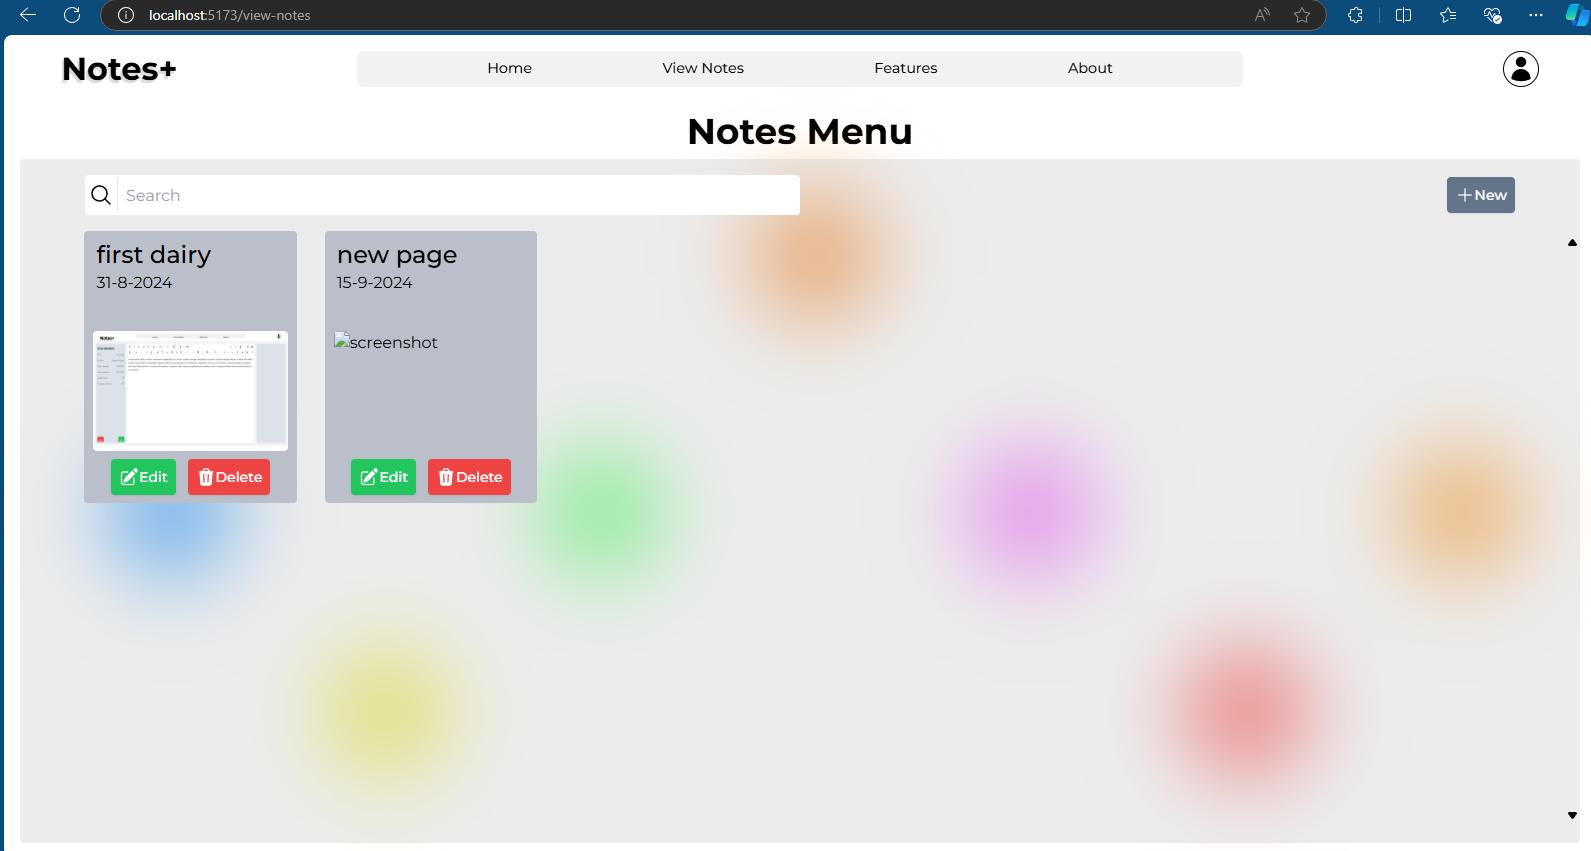 localhost:5173/view-notes
Notes+
Home View Notes Features About
Notes Menu
Search
New
first dairy
31-8-2024
new page
15-9-2024
Notes+
screenshot
Edit Delete
Edit Delete